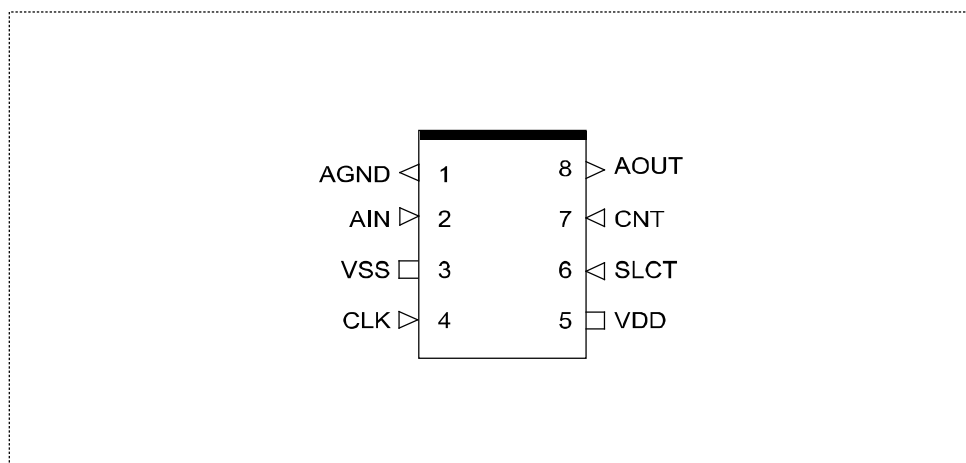 AGND 1 8 AOUT
AIN 2 7 CNT
VSS 3 6 SLCT
CLK 4 5 VDD